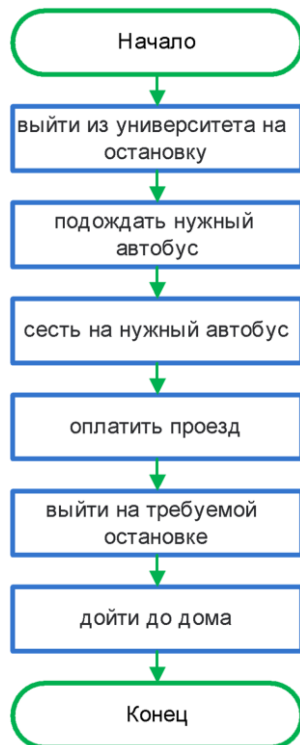 Начало
выйти из университета на
остановку
подождать нужный
автобус
сесть на нужный автобус
оплатить проезд
выйти на требуемой
остановке
дойти до дома
Конец